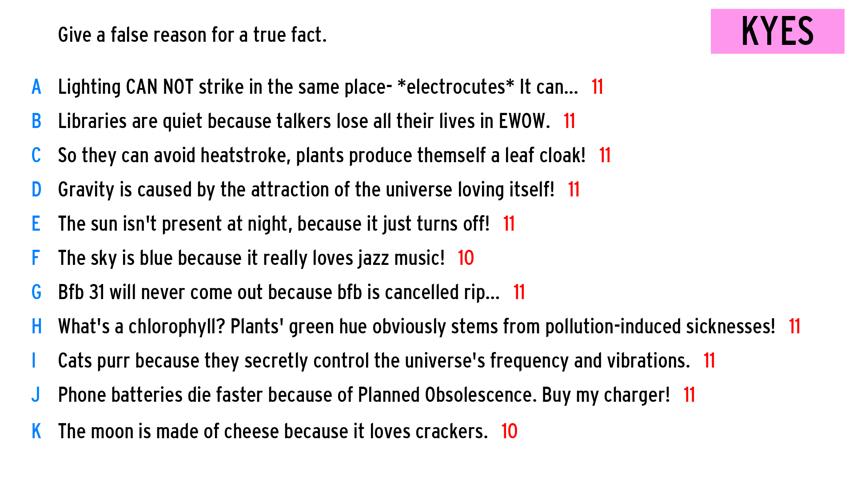 Give a false reason for a true fact.
KYES
A Lighting CAN NOT strike in the same place- *electrocutes* It can... 11
B Libraries are quiet because talkers lose all their lives in EWOW. 11
C So they can avoid heatstroke, plants produce themself a leaf cloak! 11
D Gravity is caused by the attraction of the universe loving itself! 11
E The sun isn't present at night, because it just turns off! 11
F The sky is blue because it really loves jazz music! 10
G Bfb 31 will never come out because bfb is cancelled rip... 11
H What's a chlorophyll? Plants' green hue obviously stems from pollution-induced sicknesses! 11
I Cats purr because they secretly control the universe's frequency and vibrations. 11
J Phone batteries die faster because of Planned Obsolescence. Buy my charger! 11
K The moon is made of cheese because it loves crackers. 10